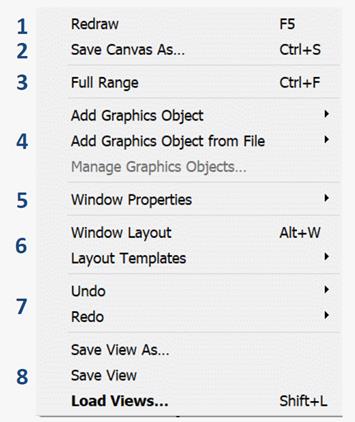 1 Redraw F5
2 Save Canvas As... Ctrl+S
3 Full Range Ctrl+F
Add Graphics Object
4 Add Graphics Object from File
Manage Graphics Objects...
5 Window Properties
Window Layout Alt+W
6
Layout Templates
Undo
7
Redo
Save View As...
8 Save View
Load Views... Shift+L